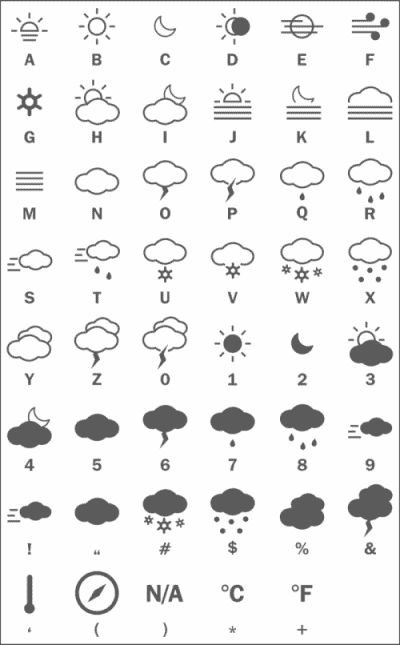 A B C D E F
G H I J K L
M N O P Q R
S T U V W X
Y Z 0 1 2 3
4 5 6 7 8 9
! “ # $ % &
N/A °C °F
‘ ( ) * +